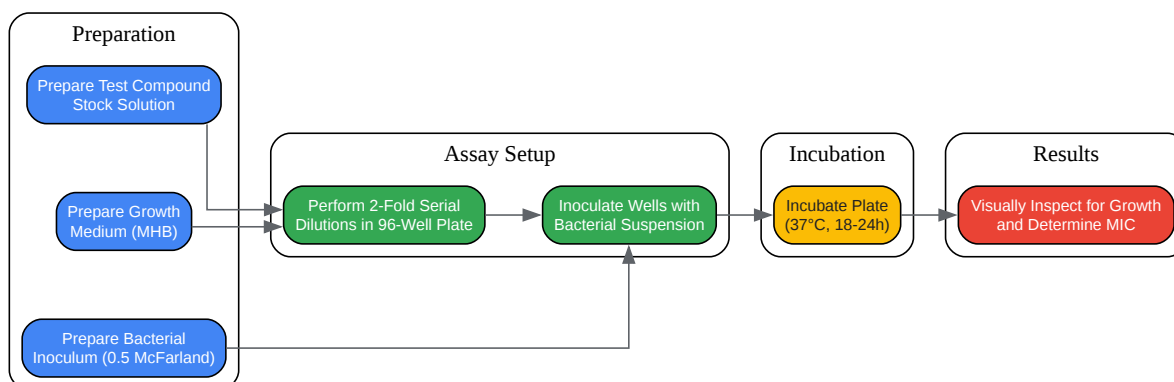 Preparation
Prepare Test Compound
Stock Solution
Prepare Growth
Medium (MHB)
Prepare Bacterial
Inoculum (0.5 McFarland)
Assay Setup
Perform 2-Fold Serial
Dilutions in 96-Well Plate
Inoculate Wells with
Bacterial Suspension
Incubation
Incubate Plate
(37°C, 18-24h)
Results
Visually Inspect for Growth
and Determine MIC